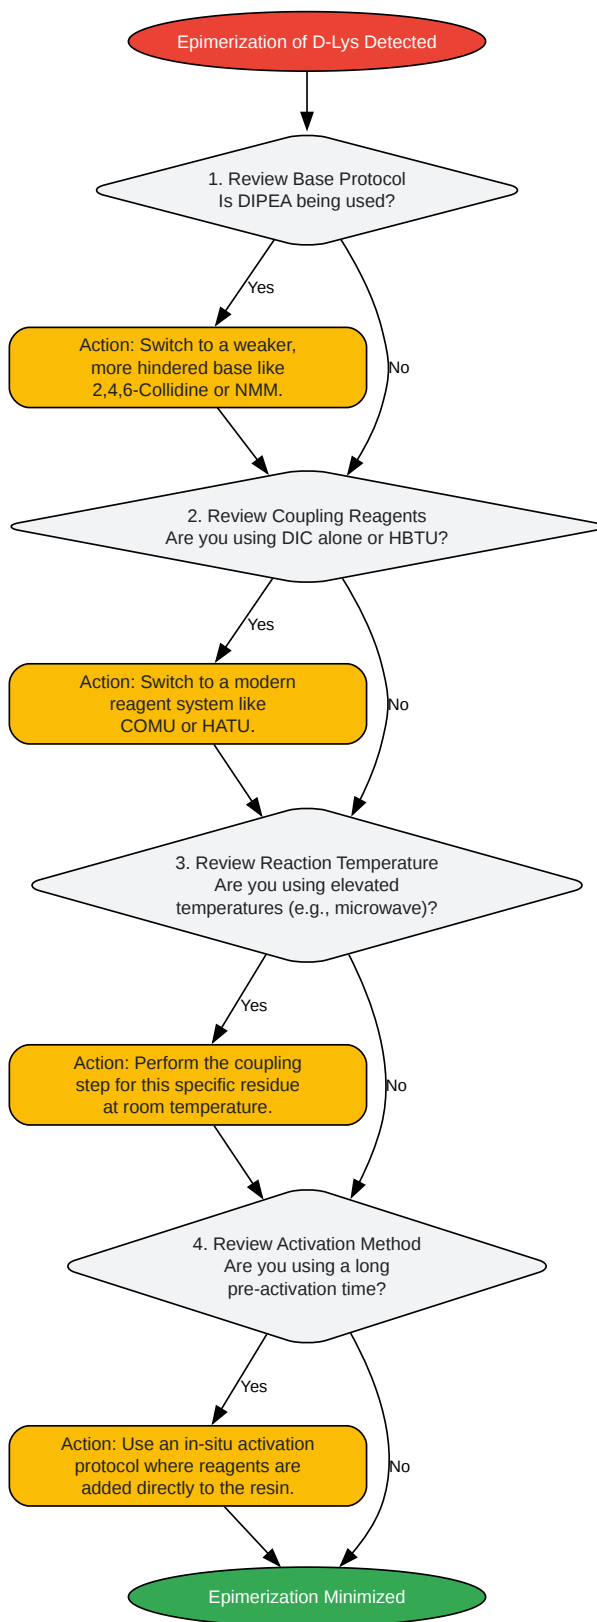 Epimerization of D-Lys Detected
1. Review Base Protocol
Is DIPEA being used?
Yes
Action: Switch to a weaker,
more hindered base like
2,4,6-Collidine or NMM.
No
2. Review Coupling Reagents
Are you using DIC alone or HBTU?
Yes
Action: Switch to a modern
reagent system like
COMU or HATU.
No
3. Review Reaction Temperature
Are you using elevated
temperatures (e.g., microwave)?
Yes
Action: Perform the coupling
step for this specific residue
at room temperature.
No
4. Review Activation Method
Are you using a long
pre-activation time?
Yes
Action: Use an in-situ activation
protocol where reagents are
added directly to the resin.
No
Epimerization Minimized